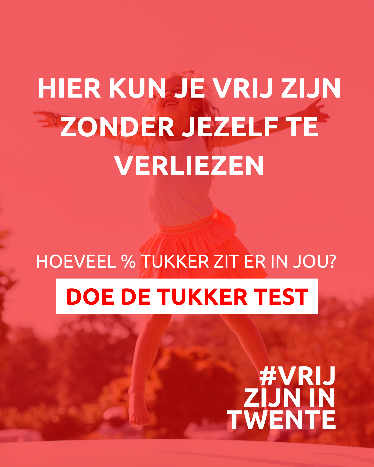 HIER KUN JE VRIJ ZIJN
ZONDER JEZELF TE
VERLIEZEN
HOEVEEL % TUKKER ZIT ER IN JOU?
DOE DE TUKKER TEST
#VRIJ
ZIJN IN
TWENTE